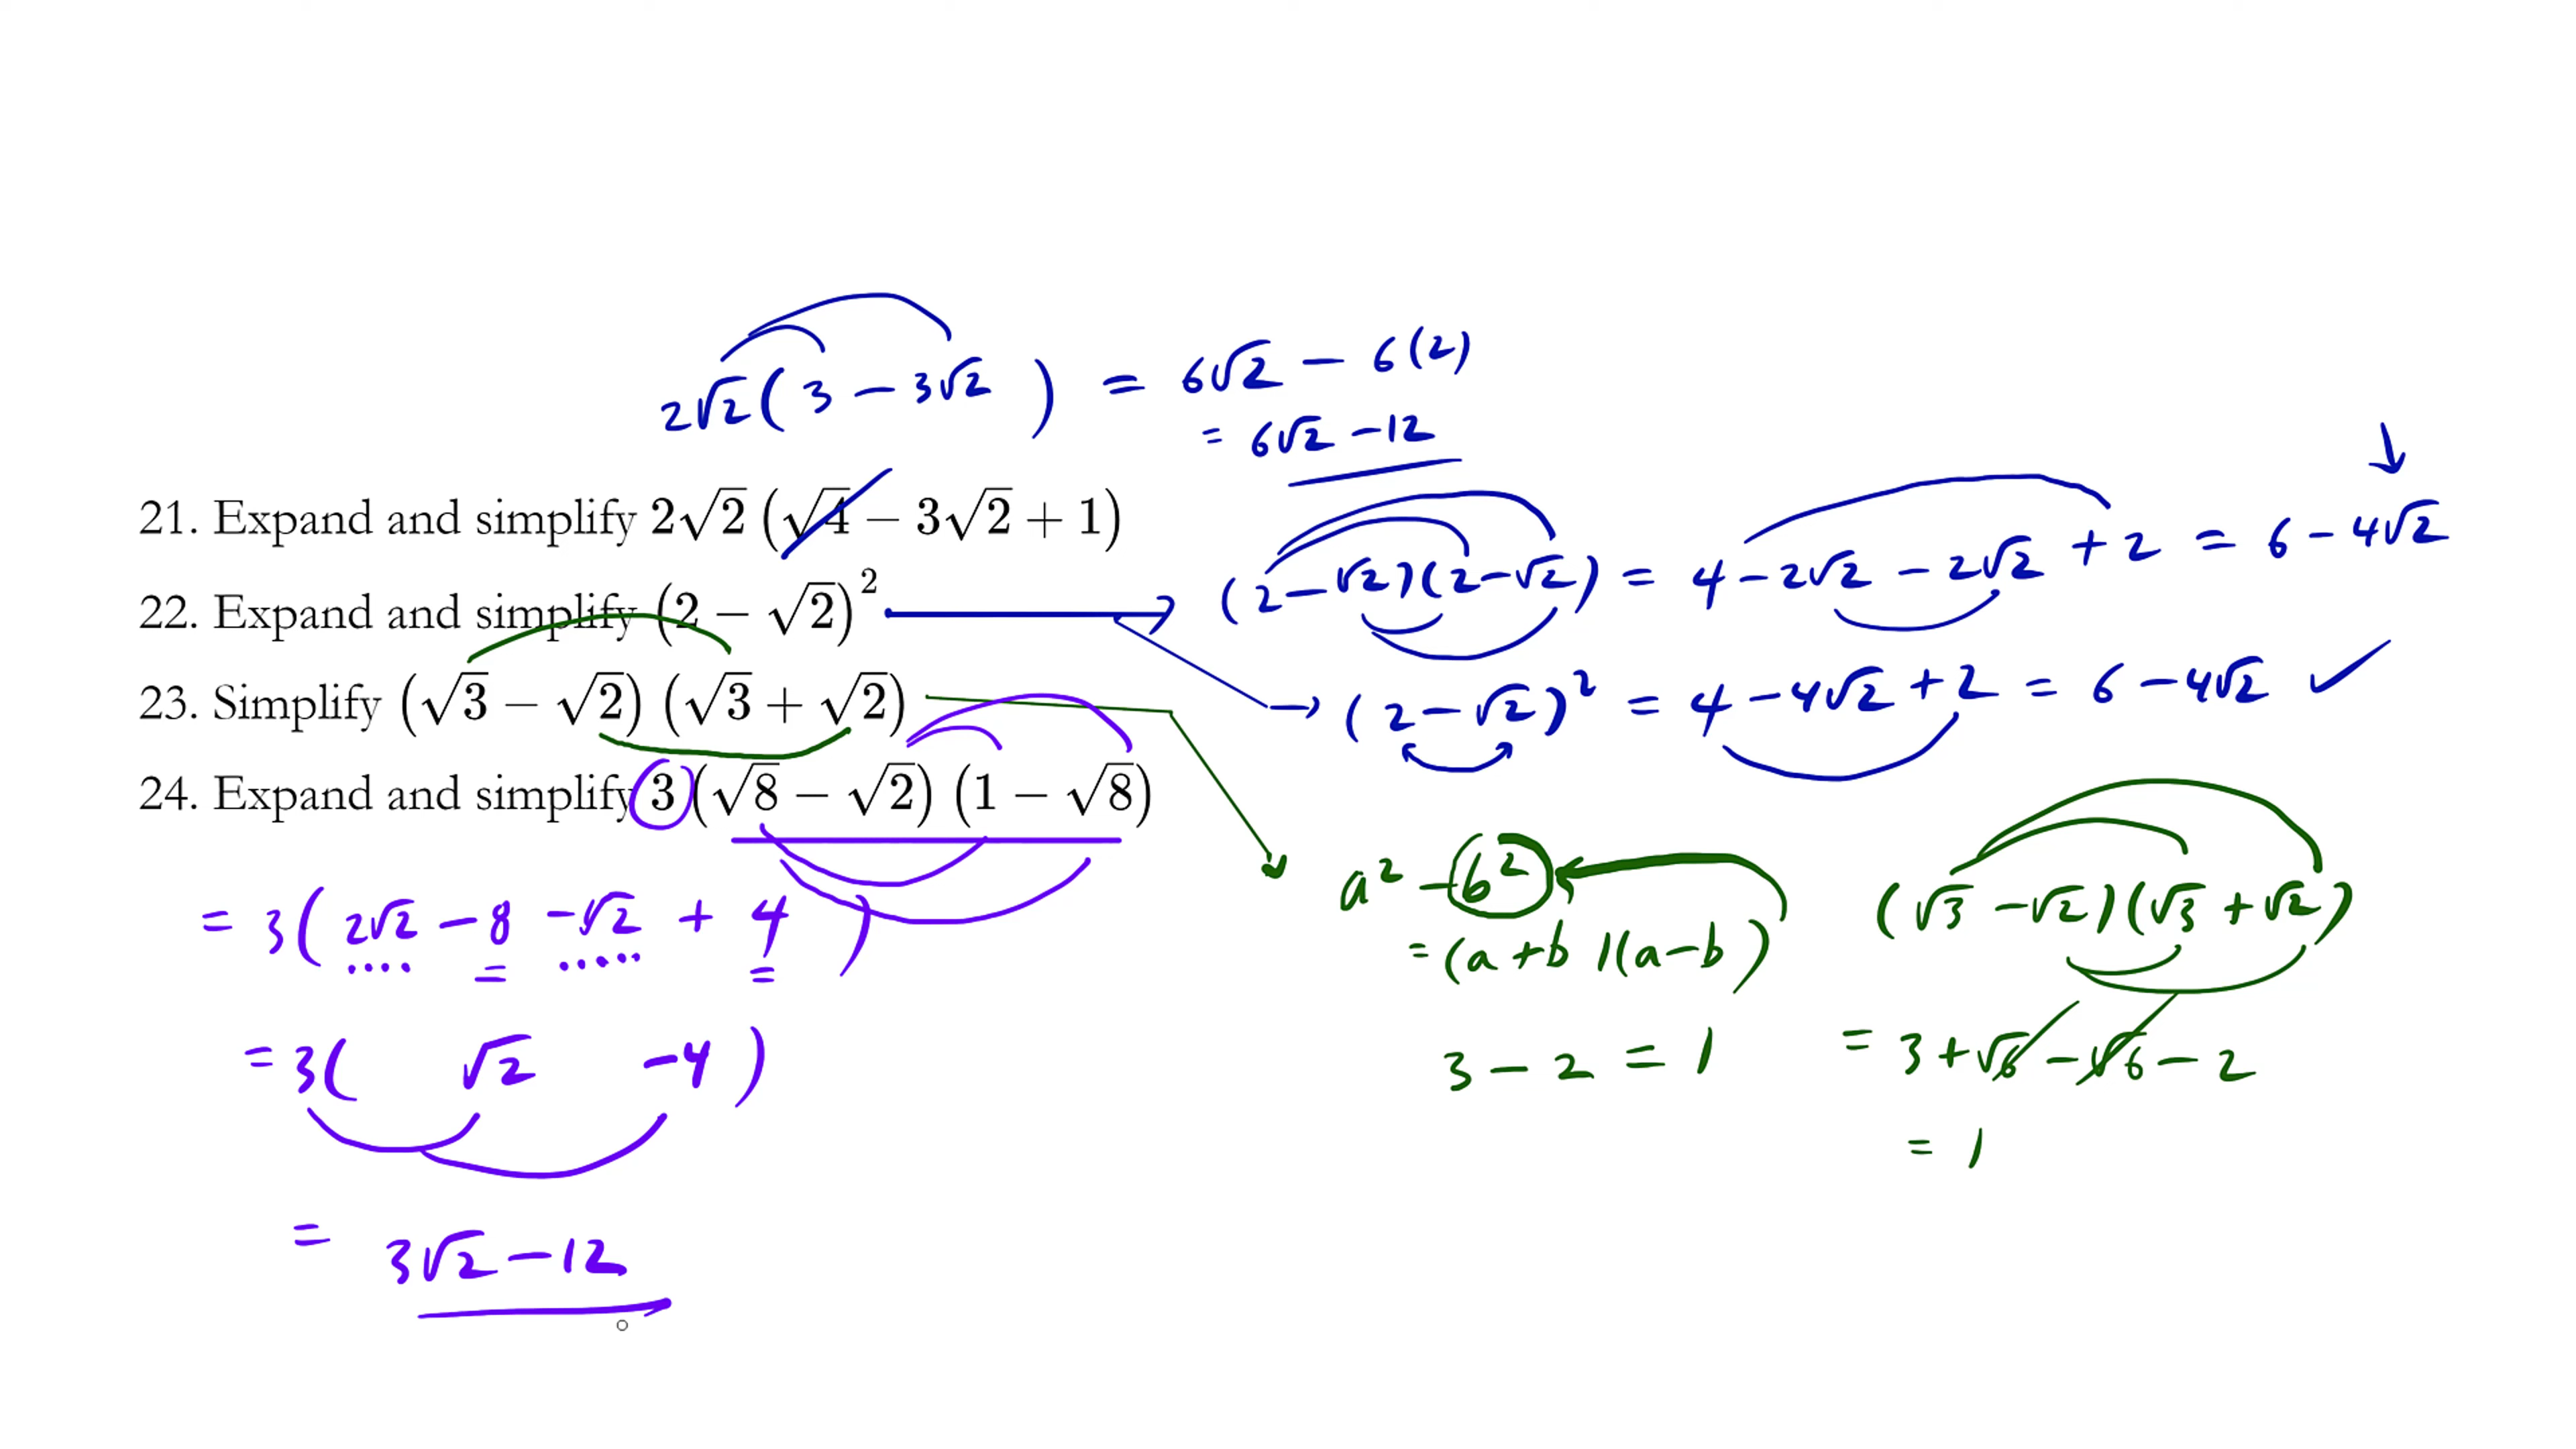 2√2(3 − 3√2) = 6√2 − 6(2)
= 6√2 − 12
21. Expand and simplify 2√2 (√4 − 3√2 + 1)
22. Expand and simplify (2 − √2)²
(2 − √2)(2 − √2) = 4 − 2√2 − 2√2 + 2 = 6 − 4√2
(2 − √2)² = 4 − 4√2 + 2 = 6 − 4√2 ✓
23. Simplify (√3 − √2) (√3 + √2)
24. Expand and simplify 3 (√8 − √2) (1 − √8)
= 3(2√2 − 8 − √2 + 4)
= 3(√2 − 4)
= 3√2 − 12
a² − b²
= (a + b)(a − b)
3 − 2 = 1
(√3 − √2)(√3 + √2)
= 3 + √6 − √6 − 2
= 1